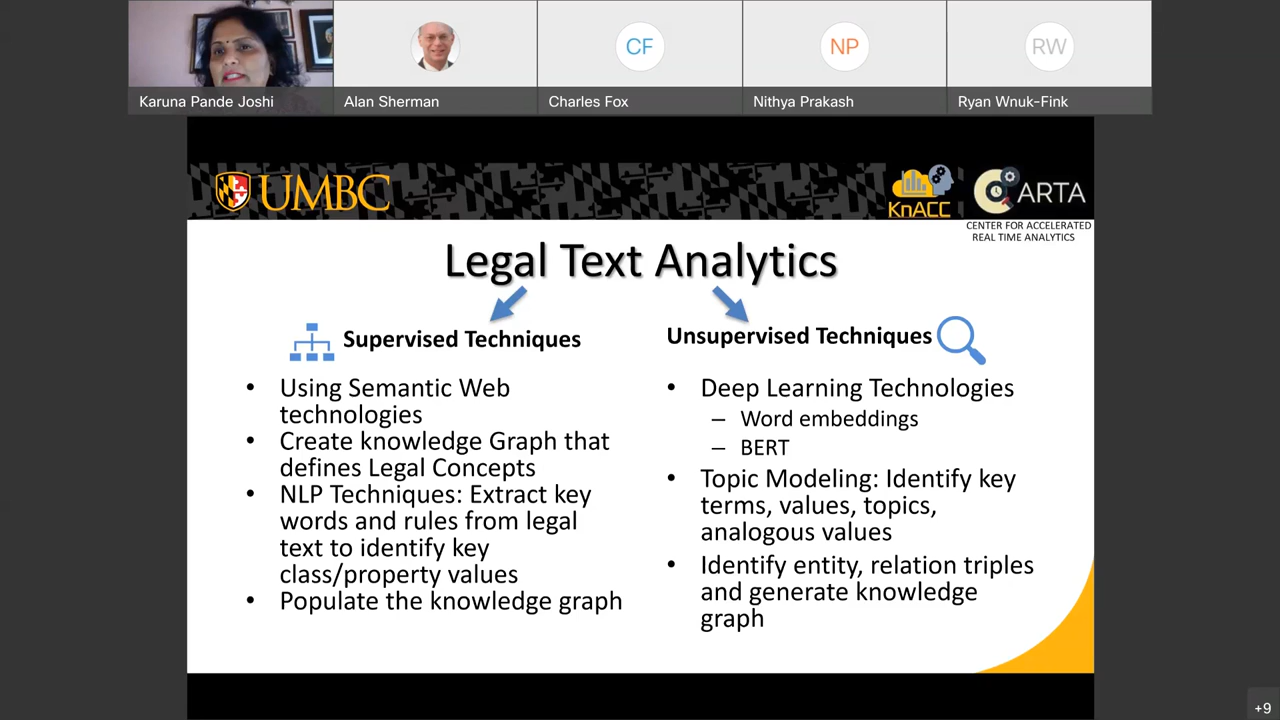 CF
NP
RW
Karuna Pande Joshi
Alan Sherman
Charles Fox
Nithya Prakash
Ryan Wnuk-Fink
UMBC
KnACC
CARTA
CENTER FOR ACCELERATED
REAL TIME ANALYTICS
Legal Text Analytics
Supervised Techniques
• Using Semantic Web
technologies
• Create knowledge Graph that
defines Legal Concepts
• NLP Techniques: Extract key
words and rules from legal
text to identify key
class/property values
• Populate the knowledge graph
Unsupervised Techniques
• Deep Learning Technologies
– Word embeddings
– BERT
• Topic Modeling: Identify key
terms, values, topics,
analogous values
• Identify entity, relation triples
and generate knowledge
graph
+9